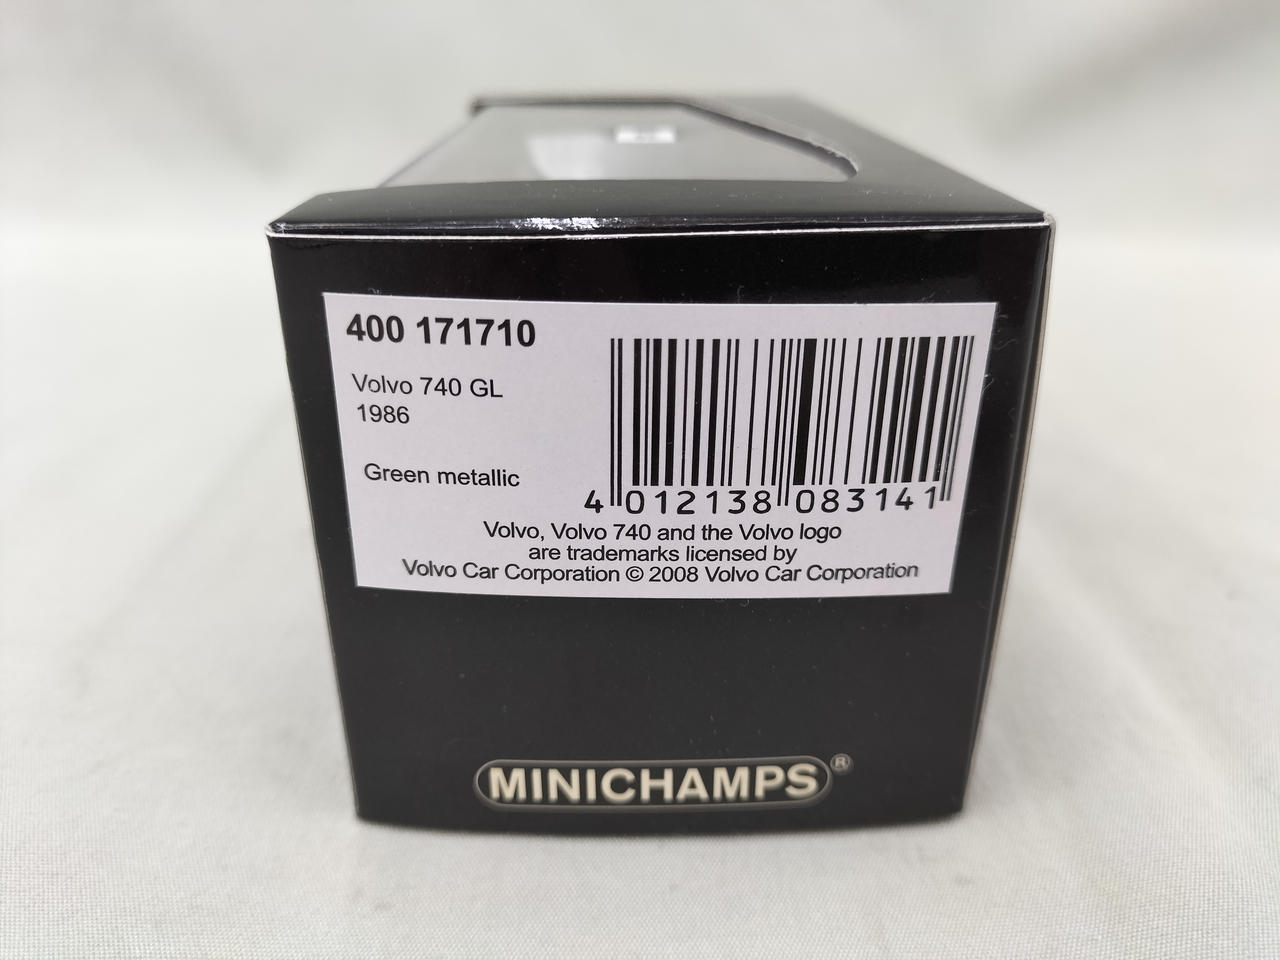 400 171710
Volvo 740 GL
1986
Green metallic
4 012138 083141
Volvo, Volvo 740 and the Volvo logo
are trademarks licensed by
Volvo Car Corporation © 2008 Volvo Car Corporation
MINICHAMPS®